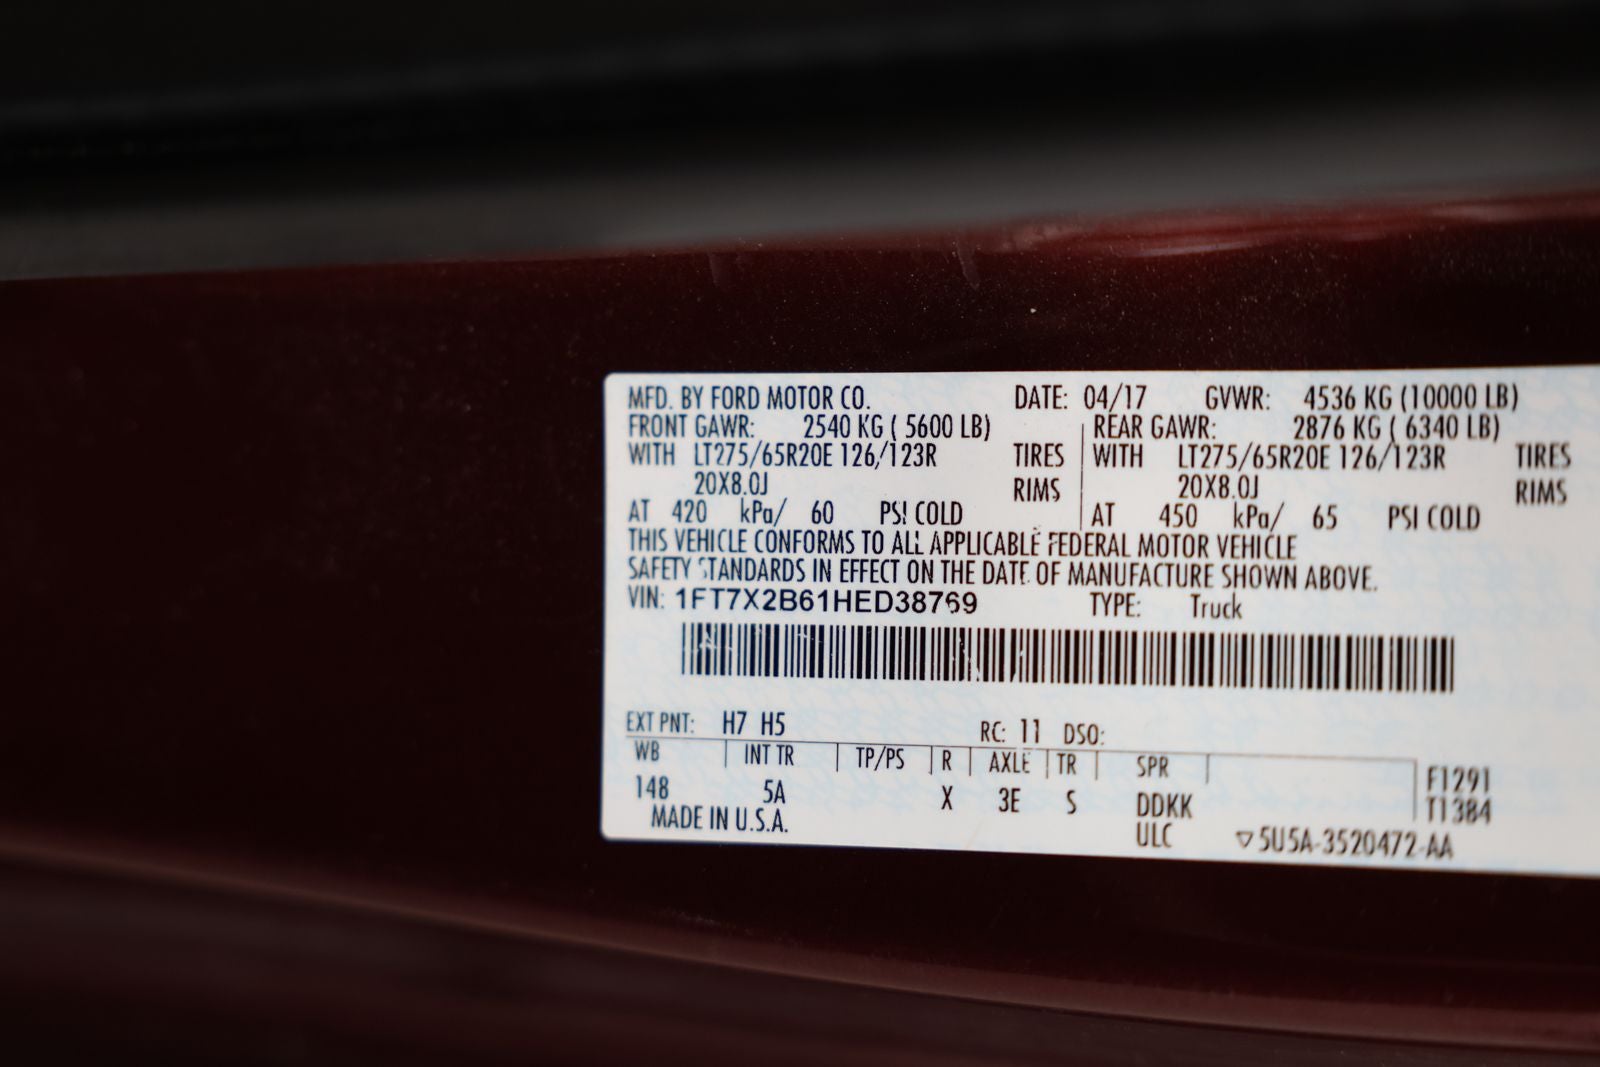 MFD. BY FORD MOTOR CO. DATE: 04/17 GVWR: 4536 KG (10000 LB)
FRONT GAWR: 2540 KG ( 5600 LB) REAR GAWR: 2876 KG ( 6340 LB)
WITH LT275/65R20E 126/123R TIRES WITH LT275/65R20E 126/123R TIRES
20X8.0J RIMS 20X8.0J RIMS
AT 420 kPa/ 60 PSI COLD AT 450 kPa/ 65 PSI COLD
THIS VEHICLE CONFORMS TO ALL APPLICABLE FEDERAL MOTOR VEHICLE
SAFETY STANDARDS IN EFFECT ON THE DATE OF MANUFACTURE SHOWN ABOVE.
VIN: 1FT7X2B61HED38769 TYPE: Truck
EXT PNT: H7 H5 RC: 11 DSO:
WB INT TR TP/PS R AXLE TR SPR
148 5A X 3E S DDKK F1291
MADE IN U.S.A. ULC T1384
▽5U5A-3520472-AA